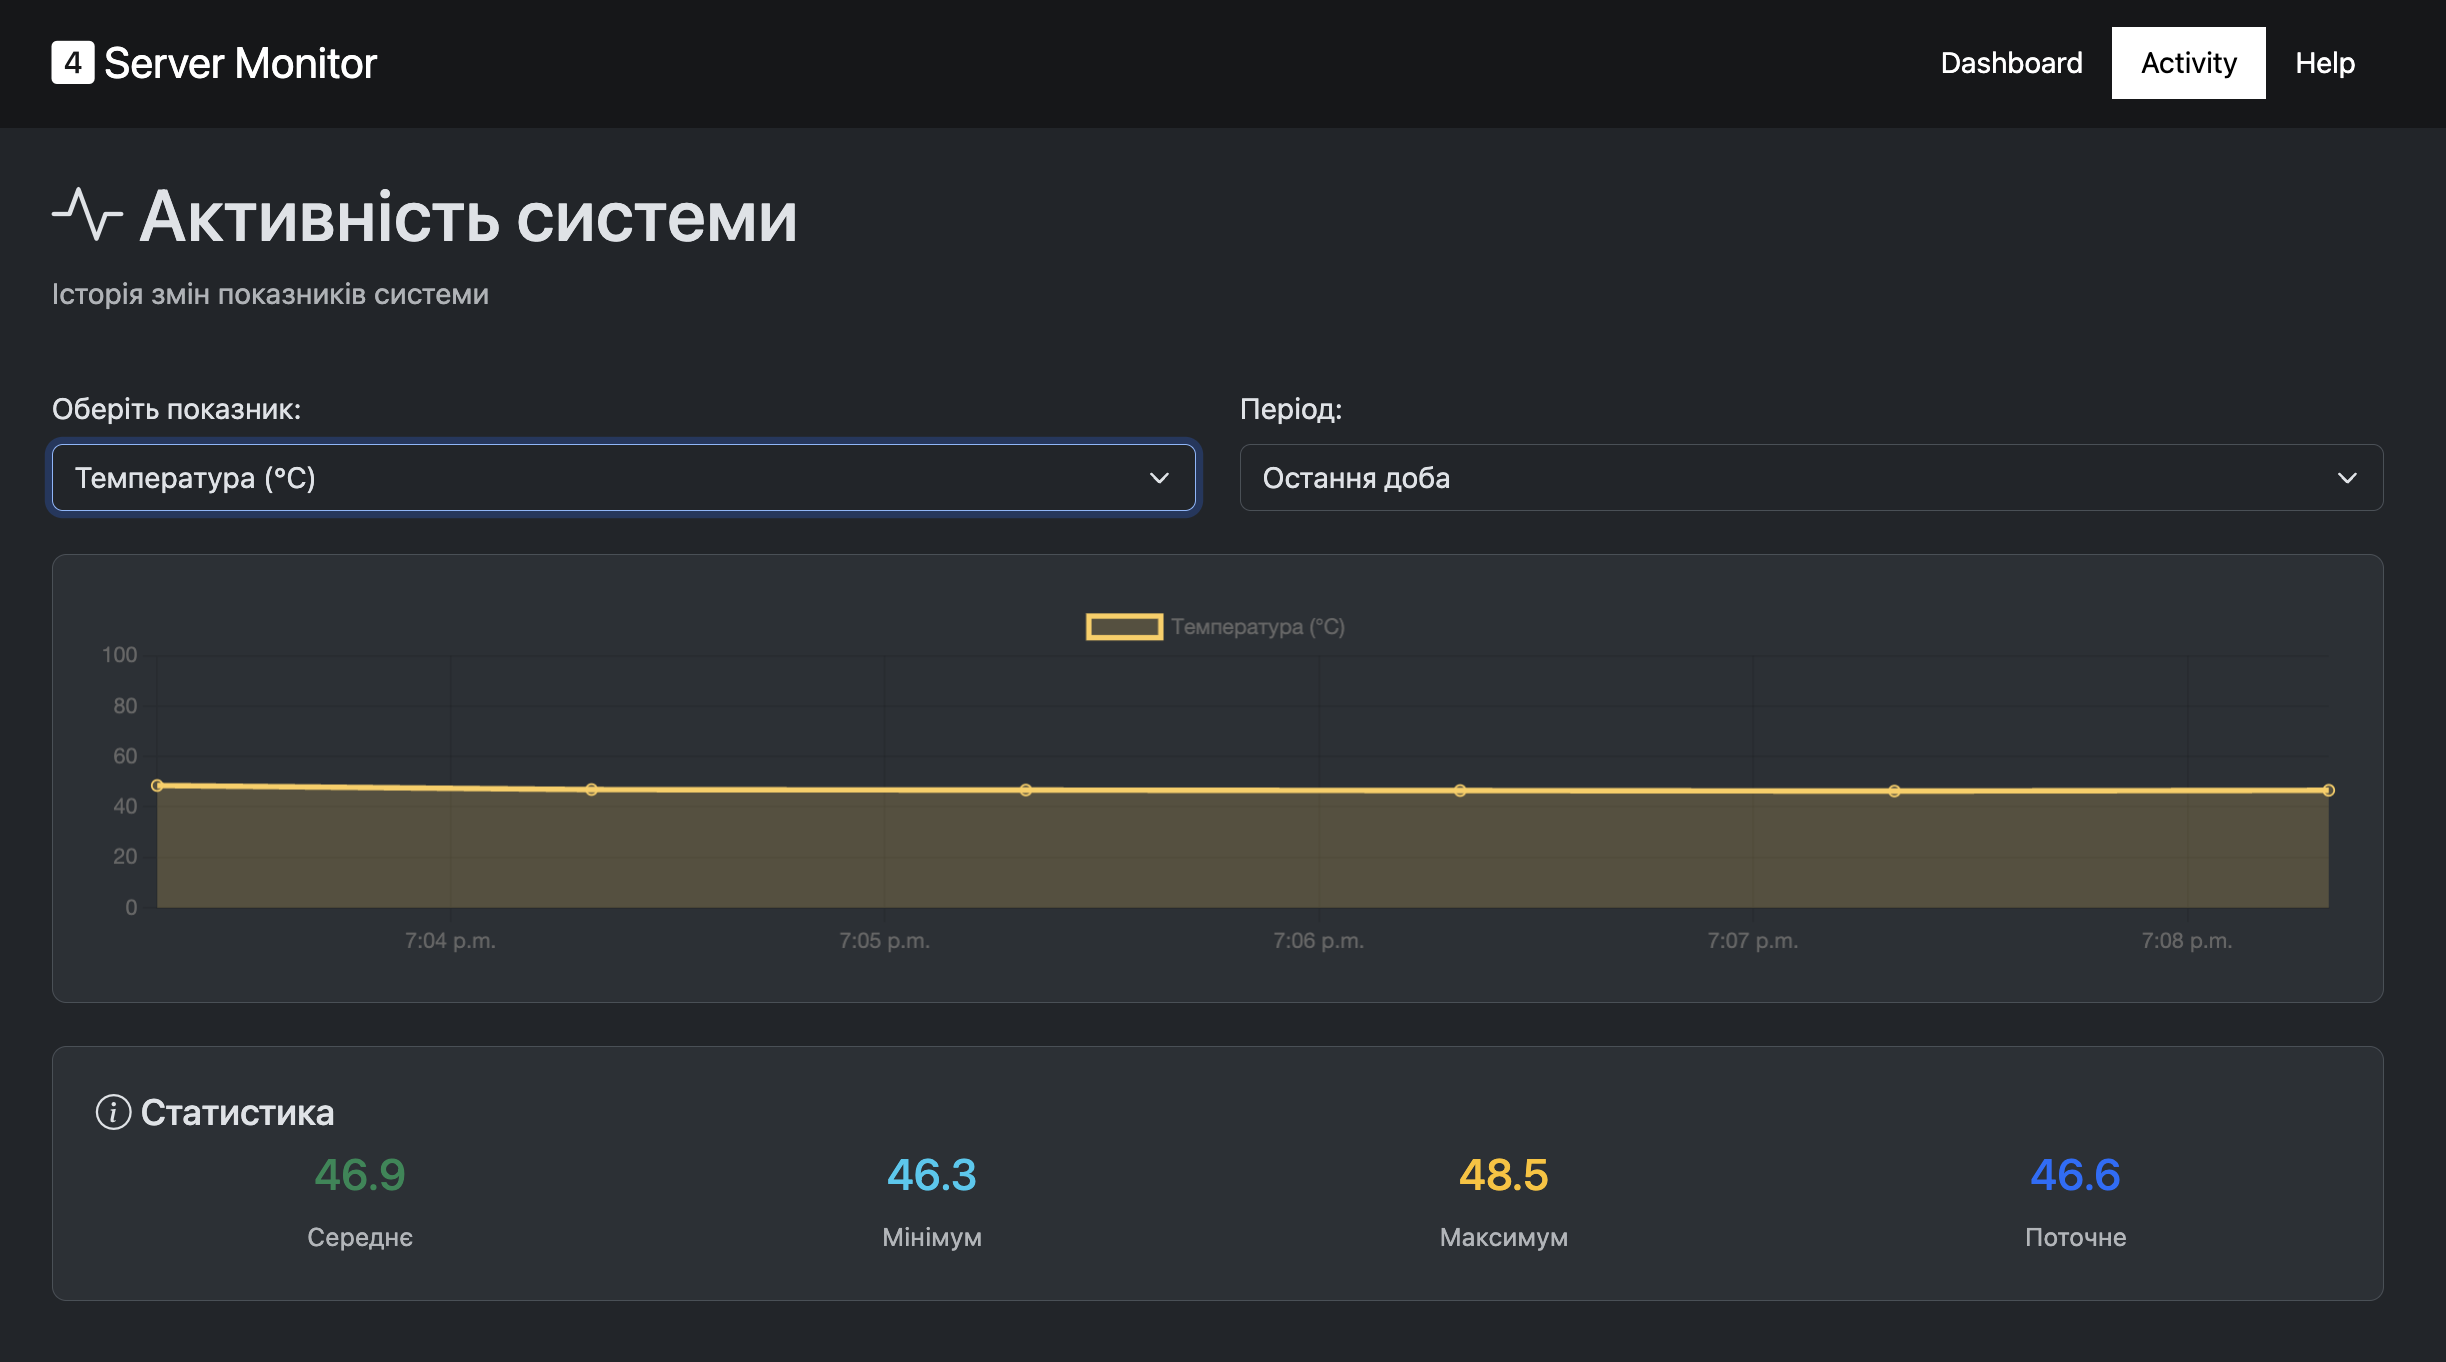 4 Server Monitor
Dashboard Activity Help
Активність системи
Історія змін показників системи
Оберіть показник: Період:
Температура (°C) Остання доба
Температура (°C)
100
80
60
40
20
0
7:04 p.m. 7:05 p.m. 7:06 p.m. 7:07 p.m. 7:08 p.m.
i Статистика
46.9 46.3 48.5 46.6
Середнє Мінімум Максимум Поточне